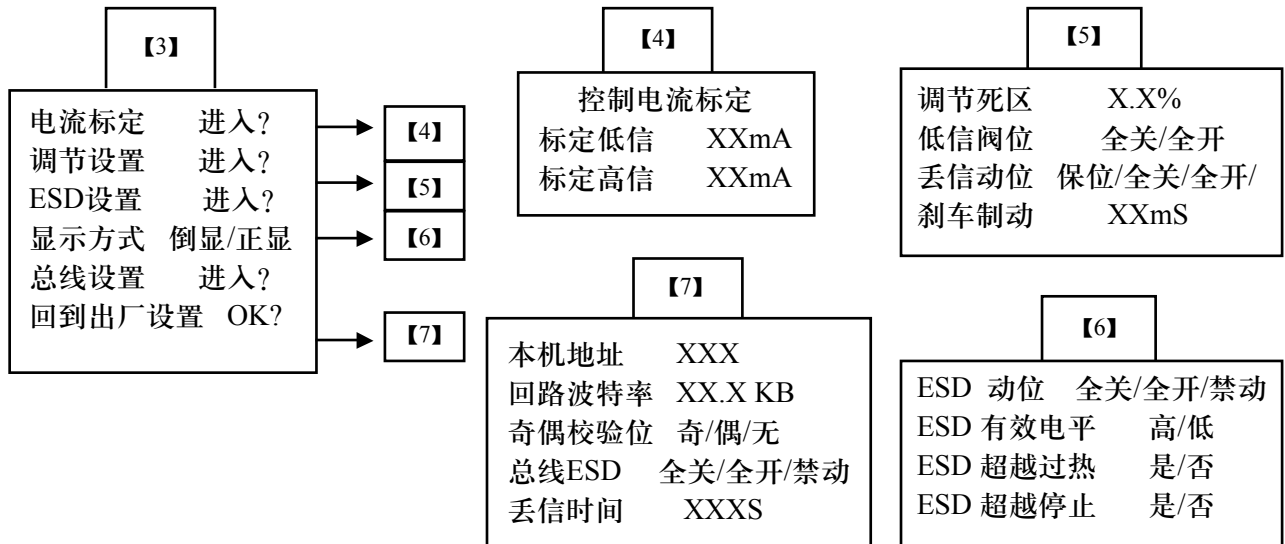 【3】
电流标定 进入?
调节设置 进入?
ESD设置 进入?
显示方式 倒显/正显
总线设置 进入?
回到出厂设置 OK?
【4】
【5】
【6】
【7】
【4】
控制电流标定
标定低信 XXmA
标定高信 XXmA
【5】
调节死区 X.X%
低信阀位 全关/全开
丢信动位 保位/全关/全开/
刹车制动 XXmS
【7】
本机地址 XXX
回路波特率 XX.X KB
奇偶校验位 奇/偶/无
总线ESD 全关/全开/禁动
丢信时间 XXXS
【6】
ESD 动位 全关/全开/禁动
ESD 有效电平 高/低
ESD 超越过热 是/否
ESD 超越停止 是/否